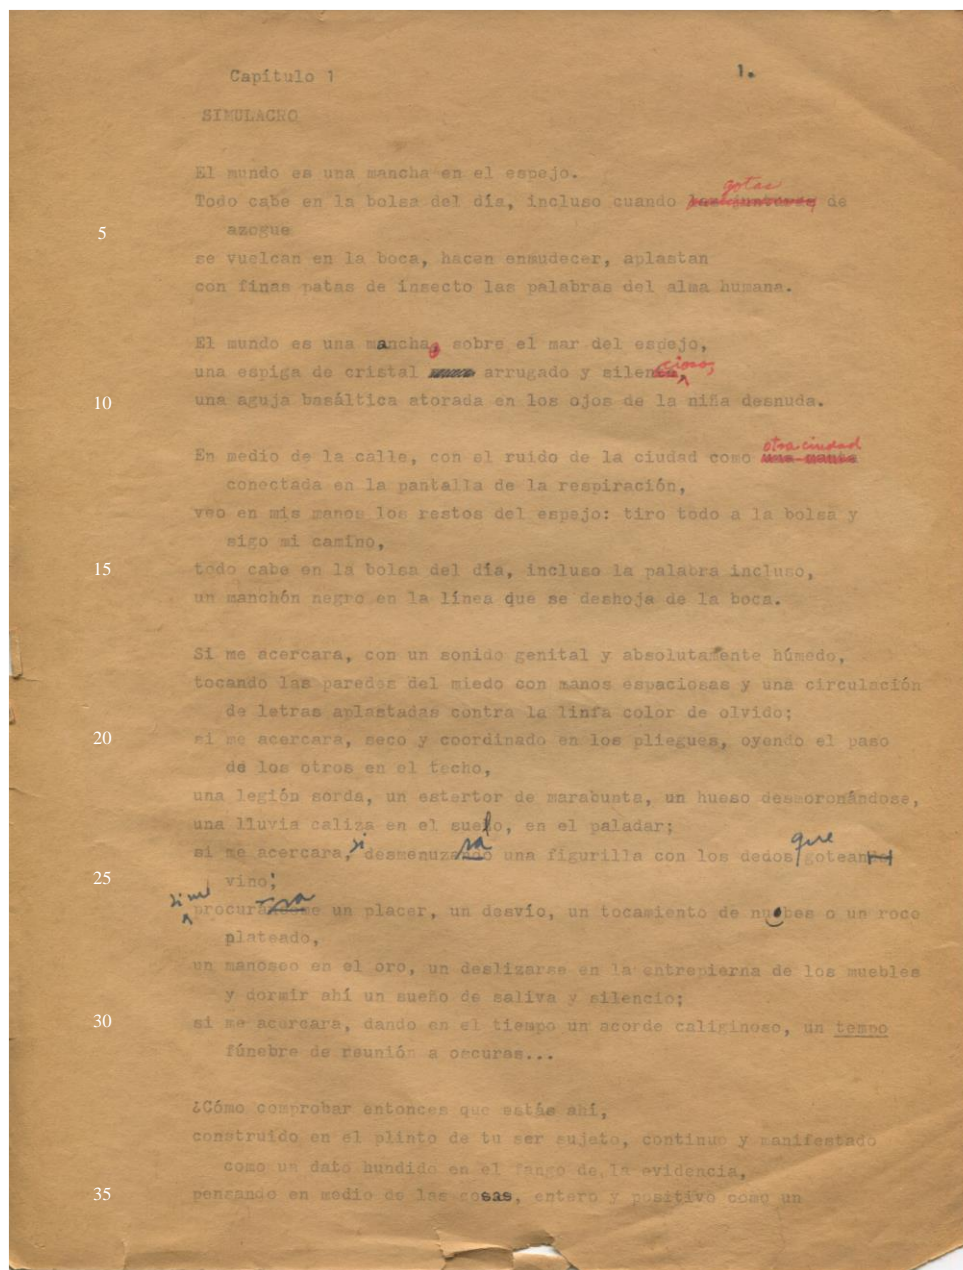 Capítulo 1
1.
SIMULACRO
El mundo es una mancha en el espejo.
gotas
Todo cabe en la bolsa del día, incluso cuando de
5
azogue
se vuelcan en la boca, hacen enmudecer, aplastan
con finas patas de insecto las palabras del alma humana.
El mundo es una mancha sobre el mar del espejo,
ciosa,
una espiga de cristal arrugado y silen
10
una aguja basáltica atorada en los ojos de la niña desnuda.
otra ciudad
En medio de la calle, con el ruido de la ciudad como
conectada en la pantalla de la respiración,
veo en mis manos los restos del espejo: tiro todo a la bolsa y
sigo mi camino,
15
todo cabe en la bolsa del día, incluso la palabra incluso,
un manchón negro en la línea que se deshoja de la boca.
Si me acercara, con un sonido genital y absolutamente húmedo,
tocando las paredes del miedo con manos espaciosas y una circulación
de letras aplastadas contra la linfa color de olvido;
20
si me acercara, seco y coordinado en los pliegues, oyendo el paso
de los otros en el techo,
una legión sorda, un estertor de marabunta, un hueso desmoronándose,
una lluvia caliza en el suelo, en el paladar;
si ra que
si me acercara, desmenuzando una figurilla con los dedos goteando
25
vino;
si me ra
procurándome un placer, un desvío, un tocamiento de nubes o un roce
plateado,
un manoseo en el oro, un deslizarse en la entrepierna de los muebles
y dormir ahí un sueño de saliva y silencio;
30
si me acercara, dando en el tiempo un acorde caliginoso, un tempo
fúnebre de reunión a oscuras...
¿Cómo comprobar entonces que estás ahí,
construido en el plinto de tu ser sujeto, continuo y manifestado
como un dato hundido en el fango de la evidencia,
35
pensando en medio de las cosas, entero y positivo como un